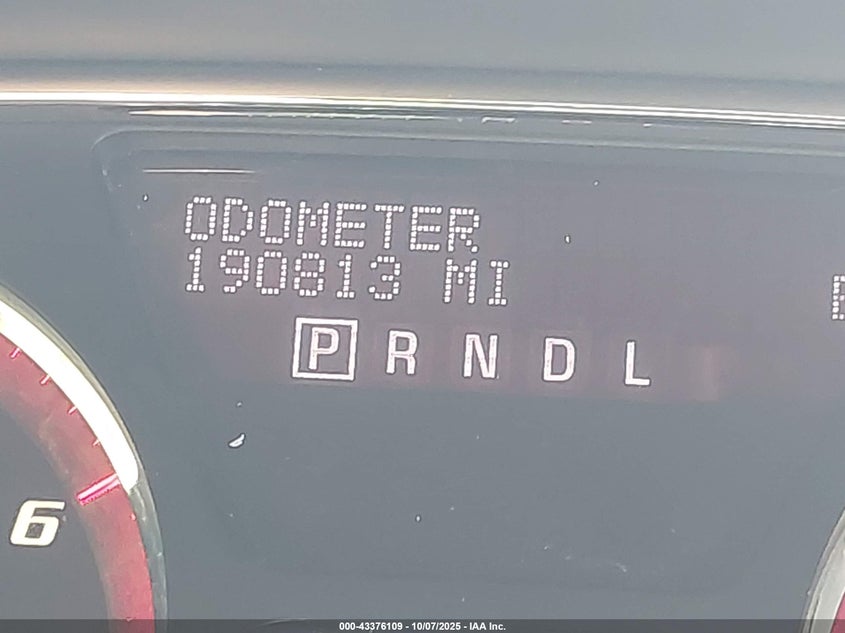 ODOMETER
190813 MI
P R N D L
6
000-43376109 - 10/07/2025 - IAA Inc.